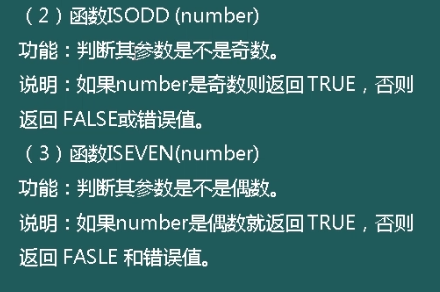 （2）函数ISODD (number)
功能：判断其参数是不是奇数。
说明：如果number是奇数则返回TRUE，否则
返回 FALSE或错误值。
（3）函数ISEVEN(number)
功能：判断其参数是不是偶数。
说明：如果number是偶数就返回TRUE，否则
返回 FASLE 和错误值。